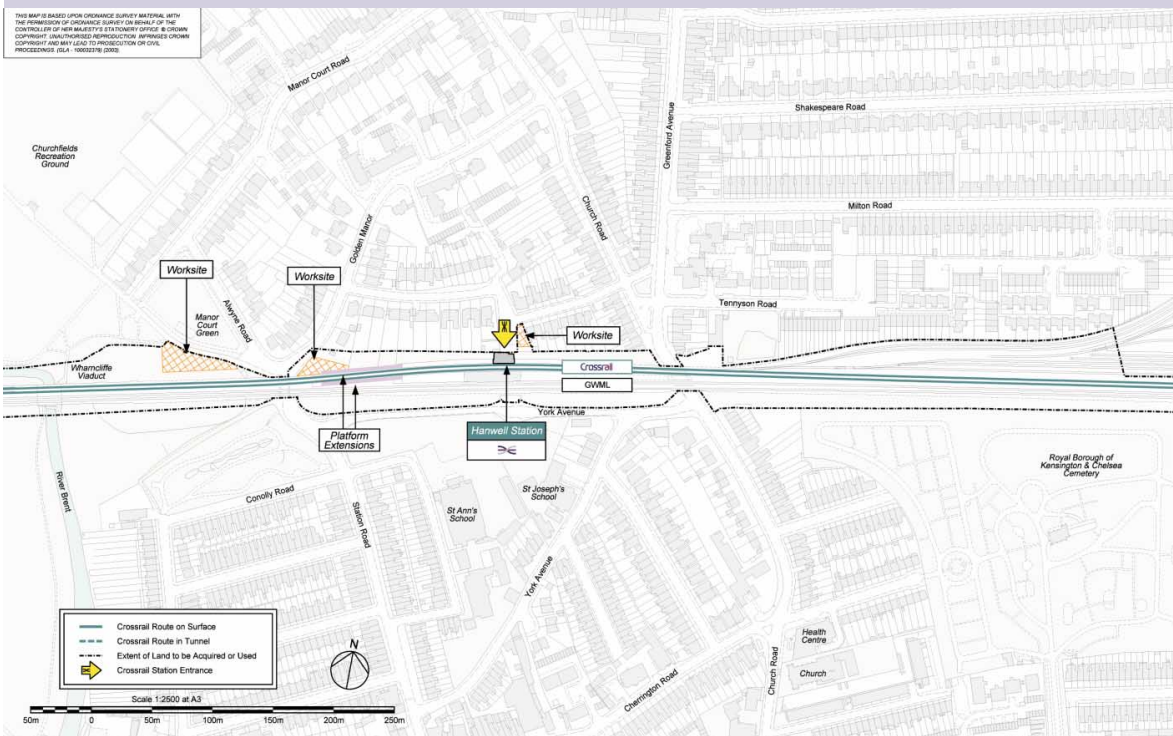 THIS MAP IS BASED UPON ORDNANCE SURVEY MATERIAL WITH
THE PERMISSION OF ORDNANCE SURVEY ON BEHALF OF THE
CONTROLLER OF HER MAJESTY'S STATIONERY OFFICE © CROWN
COPYRIGHT. UNAUTHORISED REPRODUCTION INFRINGES CROWN
COPYRIGHT AND MAY LEAD TO PROSECUTION OR CIVIL
PROCEEDINGS. (GLA - 100032379) (2003).
Manor Court Road
Shakespeare Road
Greenford Avenue
Churchfields
Recreation
Ground
Church Road
Milton Road
Golden Manor
Worksite
Worksite
Tennyson Road
Alwyne Road
Manor
Court
Green
Worksite
Wharncliffe
Viaduct
Crossrail
GWML
York Avenue
Platform
Extensions
Hanwell Station
Royal Borough of
Kensington & Chelsea
Cemetery
River Brent
Conolly Road
Station Road
St Joseph's
School
St Ann's
School
York Avenue
Health
Centre
Church
Church Road
Cherrington Road
Crossrail Route on Surface
Crossrail Route in Tunnel
Extent of Land to be Acquired or Used
Crossrail Station Entrance
N
Scale 1:2500 at A3
50m 0 50m 100m 150m 200m 250m